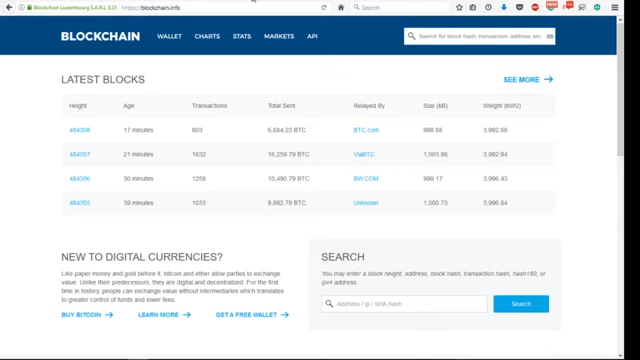 Blockchain Luxembourg S.A.R.L (LU)
https://blockchain.info
Search
BLOCKCHAIN
WALLET
CHARTS
STATS
MARKETS
API
Search for block hash, transaction, address, etc
LATEST BLOCKS
SEE MORE
Height Age Transactions Total Sent Relayed By Size (kB) Weight (kWU)
484358 17 minutes 603 6,684.23 BTC BTC.com 998.88 3,992.88
484357 21 minutes 1632 16,259.79 BTC ViaBTC 1,003.86 3,992.94
484356 30 minutes 1258 10,490.79 BTC BW.COM 999.17 3,996.43
484355 39 minutes 1033 9,892.79 BTC Unknown 1,000.73 3,996.84
NEW TO DIGITAL CURRENCIES?
Like paper money and gold before it, bitcoin and ether allow parties to exchange
value. Unlike their predecessors, they are digital and decentralized. For the first
time in history, people can exchange value without intermediaries which translates
to greater control of funds and lower fees.
BUY BITCOIN
LEARN MORE
GET A FREE WALLET
SEARCH
You may enter a block height, address, block hash, transaction hash, hash160, or
ipv4 address...
Address / ip / SHA hash
Search